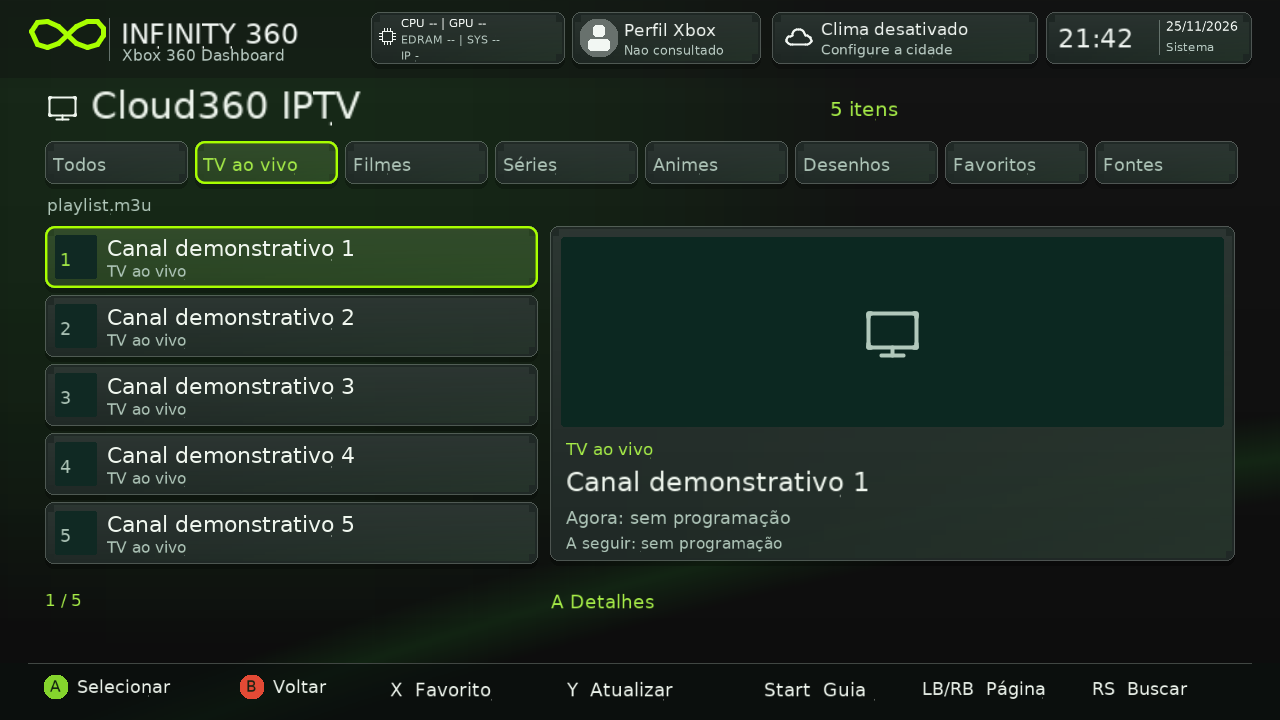 INFINITY 360
Xbox 360 Dashboard
CPU -- | GPU --
EDRAM -- | SYS --
IP -
Perfil Xbox
Nao consultado
Clima desativado
Configure a cidade
21:42
25/11/2026
Sistema
Cloud360 IPTV
5 itens
Todos
TV ao vivo
Filmes
Séries
Animes
Desenhos
Favoritos
Fontes
playlist.m3u
1
Canal demonstrativo 1
TV ao vivo
2
Canal demonstrativo 2
TV ao vivo
3
Canal demonstrativo 3
TV ao vivo
4
Canal demonstrativo 4
TV ao vivo
5
Canal demonstrativo 5
TV ao vivo
TV ao vivo
Canal demonstrativo 1
Agora: sem programação
A seguir: sem programação
1 / 5
A Detalhes
A Selecionar
B Voltar
X Favorito
Y Atualizar
Start Guia
LB/RB Página
RS Buscar